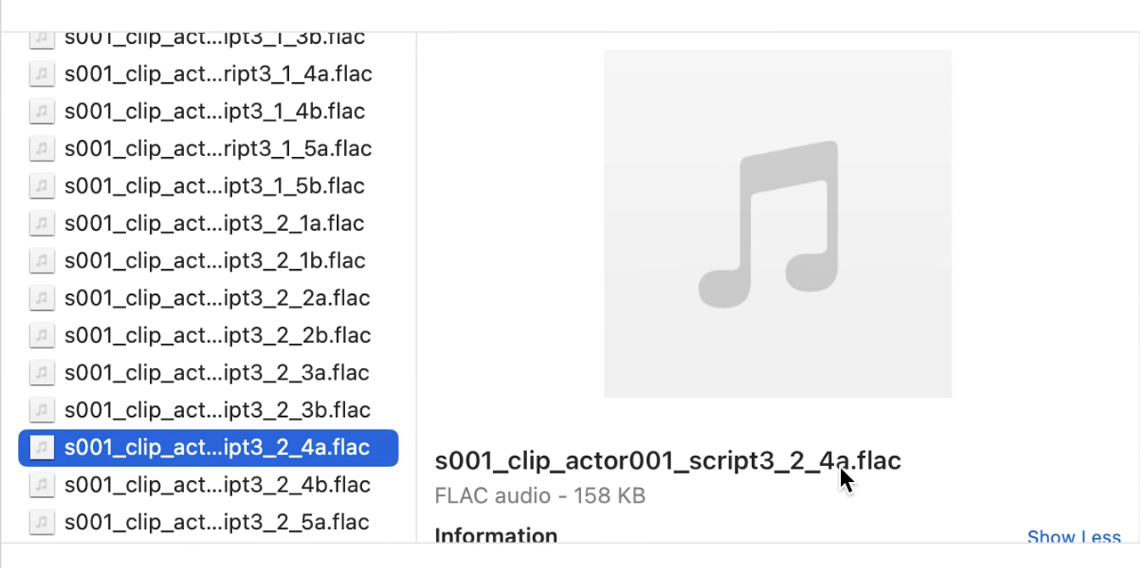 s001_clip_act...ipt3_1_3b.flac
s001_clip_act...ript3_1_4a.flac
s001_clip_act...ipt3_1_4b.flac
s001_clip_act...ript3_1_5a.flac
s001_clip_act...ipt3_1_5b.flac
s001_clip_act...ipt3_2_1a.flac
s001_clip_act...ipt3_2_1b.flac
s001_clip_act...ipt3_2_2a.flac
s001_clip_act...ipt3_2_2b.flac
s001_clip_act...ipt3_2_3a.flac
s001_clip_act...ipt3_2_3b.flac
s001_clip_act...ipt3_2_4a.flac
s001_clip_act...ipt3_2_4b.flac
s001_clip_act...ipt3_2_5a.flac
s001_clip_actor001_script3_2_4a.flac
FLAC audio - 158 KB
Information
Show Less